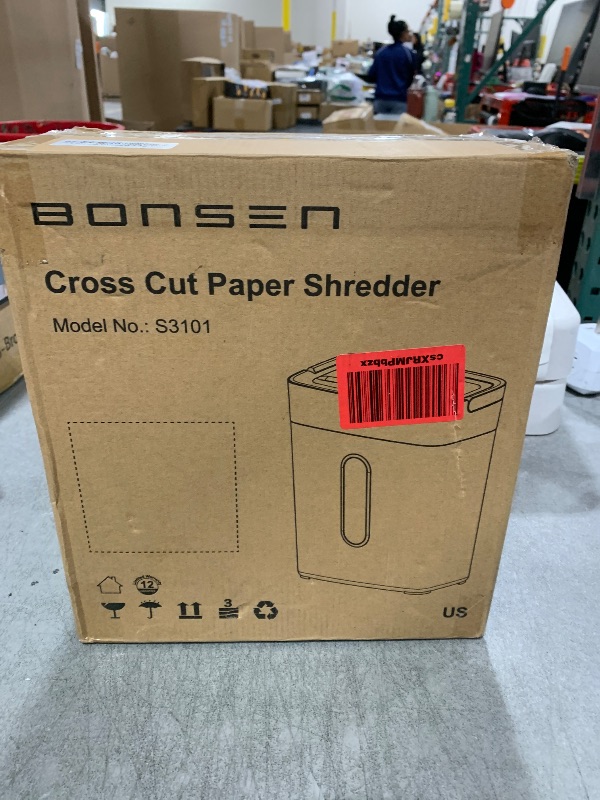 BONSEN
Cross Cut Paper Shredder
Model No.: S3101
csXRJMPbbzx
12
3
US